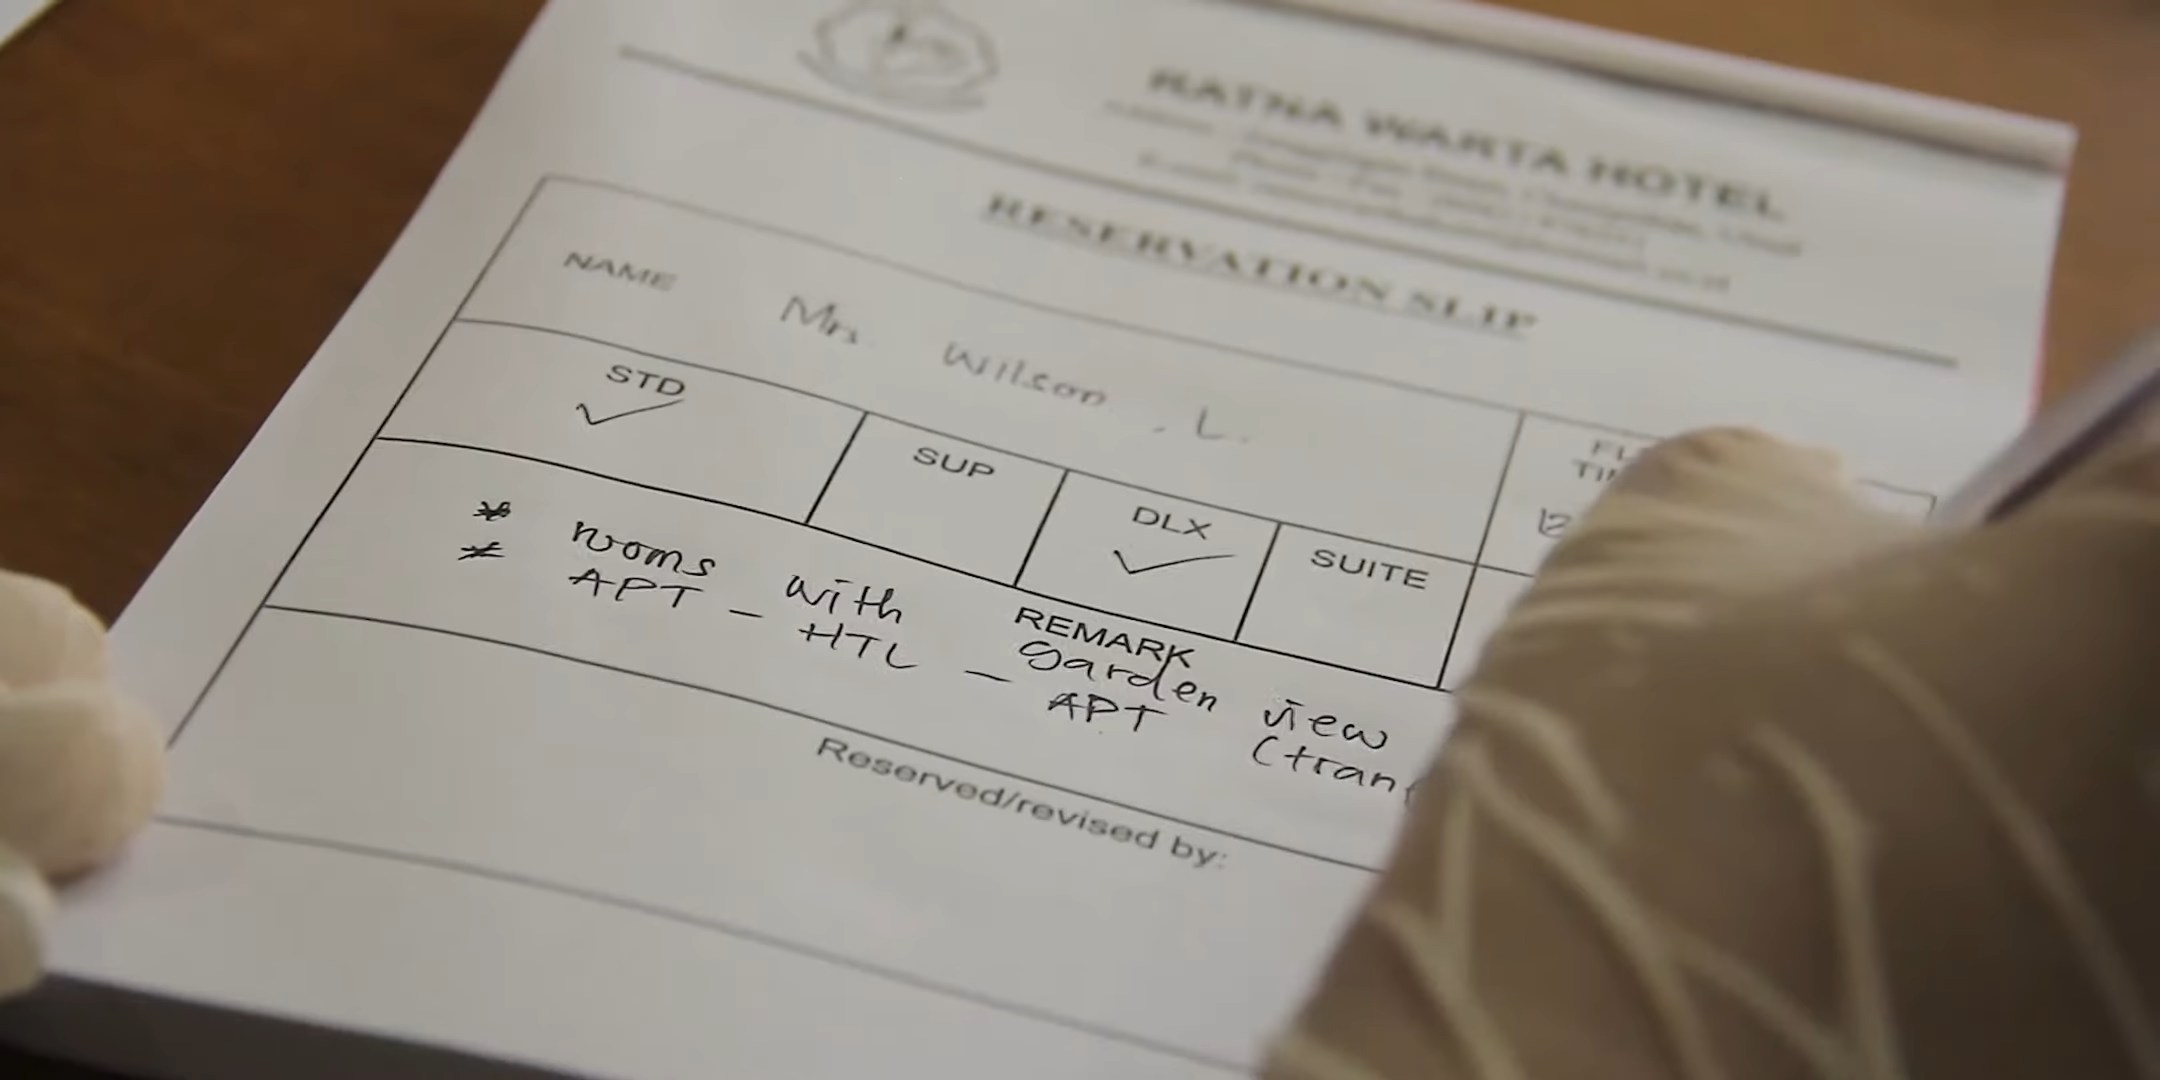 RATNA WARTA HOTEL
RESERVATION SLIP
NAME Mrs Wilson, L.
STD SUP DLX SUITE
REMARK
* rooms with garden view
* APT - HTL - APT
Reserved/revised by: